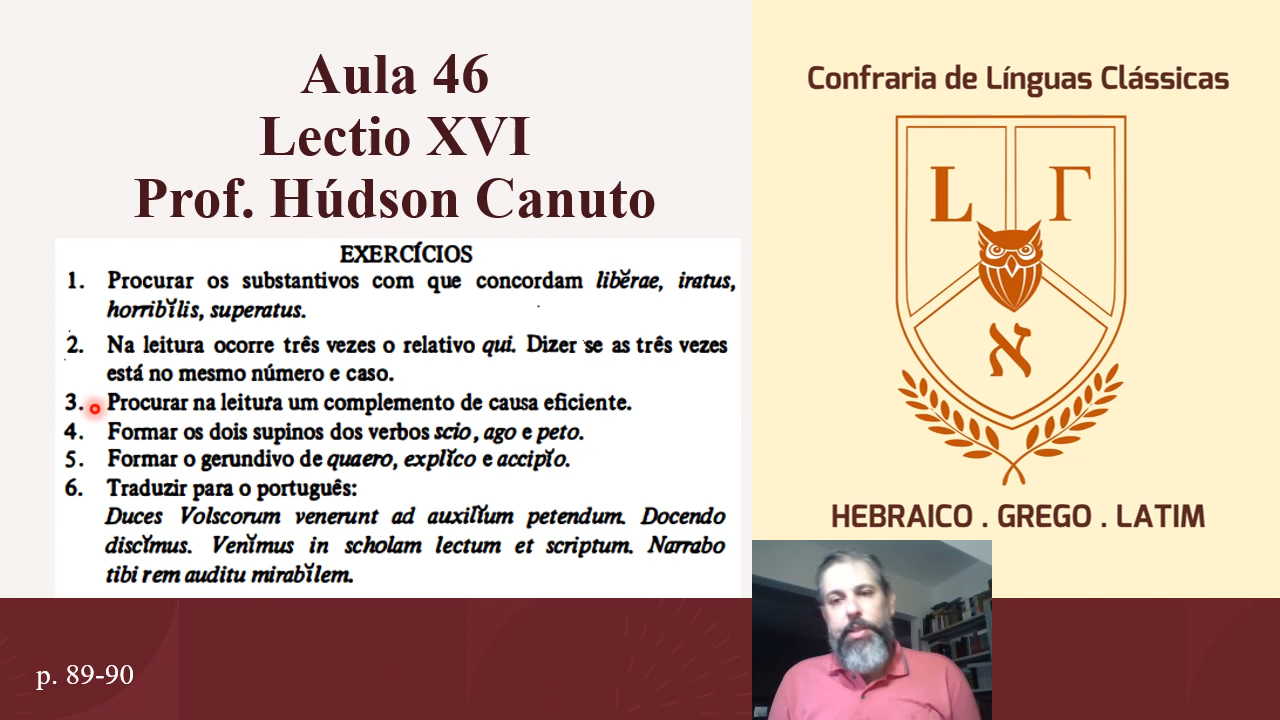 Aula 46
Lectio XVI
Prof. Húdson Canuto
EXERCÍCIOS
1. Procurar os substantivos com que concordam libĕrae, iratus,
horribĭlis, superatus.
2. Na leitura ocorre três vezes o relativo qui. Dizer se as três vezes
está no mesmo número e caso.
3. Procurar na leitura um complemento de causa eficiente.
4. Formar os dois supinos dos verbos scio, ago e peto.
5. Formar o gerundivo de quaero, explĭco e accipĭo.
6. Traduzir para o português:
Duces Volscorum venerunt ad auxilĭum petendum. Docendo
discĭmus. Venĭmus in scholam lectum et scriptum. Narrabo
tibi rem auditu mirabĭlem.
p. 89-90
Confraria de Línguas Clássicas
L Γ
א
HEBRAICO . GREGO . LATIM